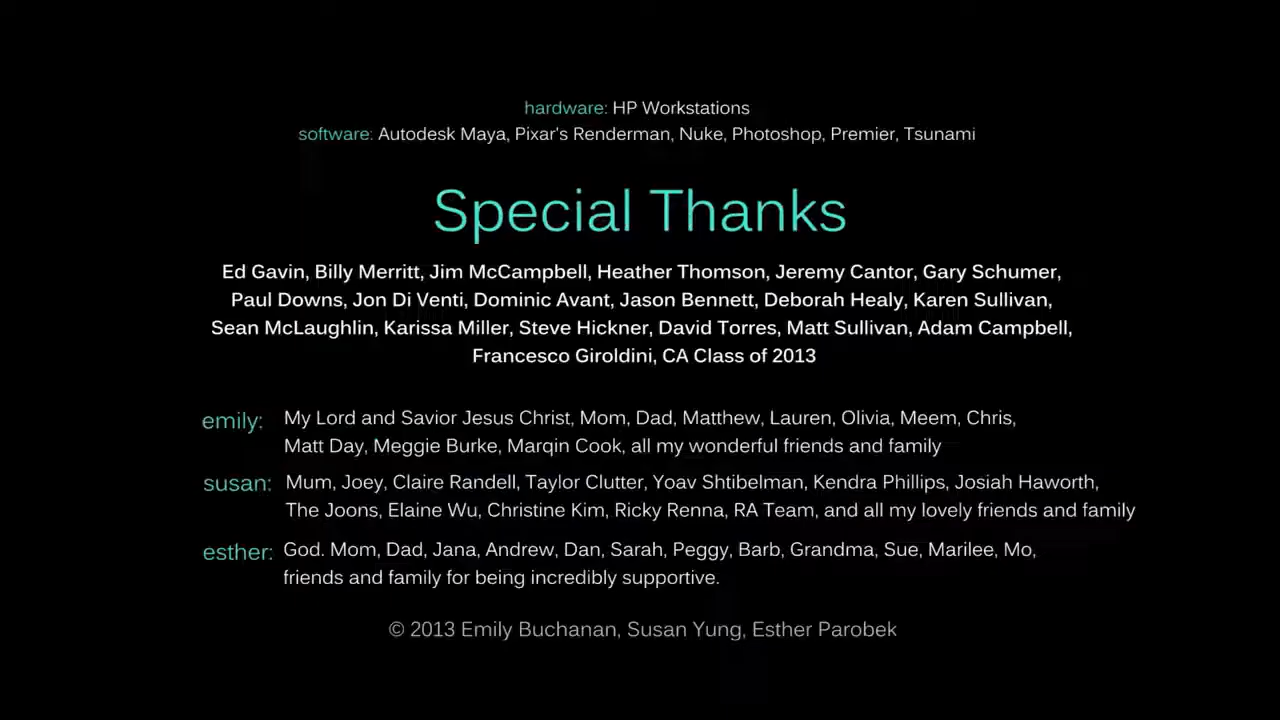 hardware: HP Workstations
software: Autodesk Maya, Pixar's Renderman, Nuke, Photoshop, Premier, Tsunami
Special Thanks
Ed Gavin, Billy Merritt, Jim McCampbell, Heather Thomson, Jeremy Cantor, Gary Schumer,
Paul Downs, Jon Di Venti, Dominic Avant, Jason Bennett, Deborah Healy, Karen Sullivan,
Sean McLaughlin, Karissa Miller, Steve Hickner, David Torres, Matt Sullivan, Adam Campbell,
Francesco Giroldini, CA Class of 2013
emily: My Lord and Savior Jesus Christ, Mom, Dad, Matthew, Lauren, Olivia, Meem, Chris,
Matt Day, Meggie Burke, Marqin Cook, all my wonderful friends and family
susan: Mum, Joey, Claire Randell, Taylor Clutter, Yoav Shtibelman, Kendra Phillips, Josiah Haworth,
The Joons, Elaine Wu, Christine Kim, Ricky Renna, RA Team, and all my lovely friends and family
esther: God. Mom, Dad, Jana, Andrew, Dan, Sarah, Peggy, Barb, Grandma, Sue, Marilee, Mo,
friends and family for being incredibly supportive.
© 2013 Emily Buchanan, Susan Yung, Esther Parobek